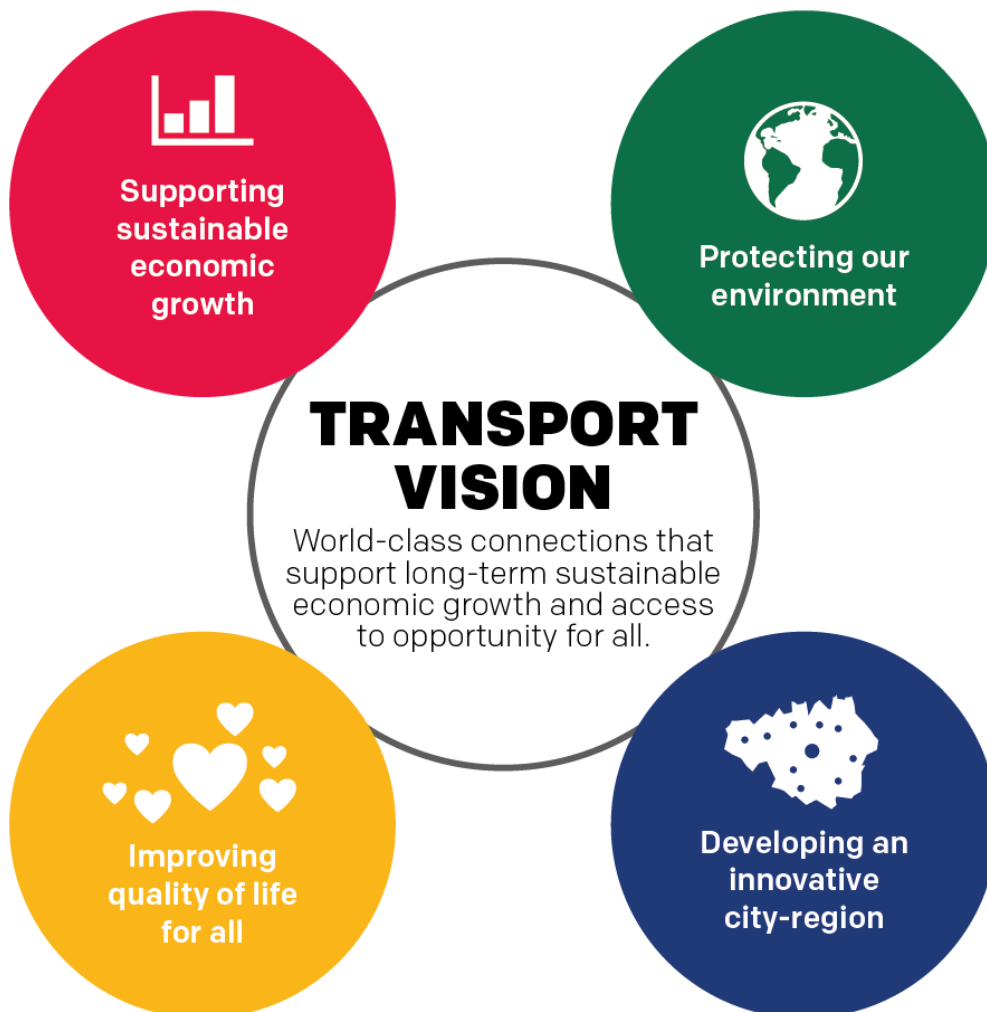 Supporting
sustainable
economic
growth
Protecting our
environment
TRANSPORT
VISION
World-class connections that
support long-term sustainable
economic growth and access
to opportunity for all.
Improving
quality of life
for all
Developing an
innovative
city-region